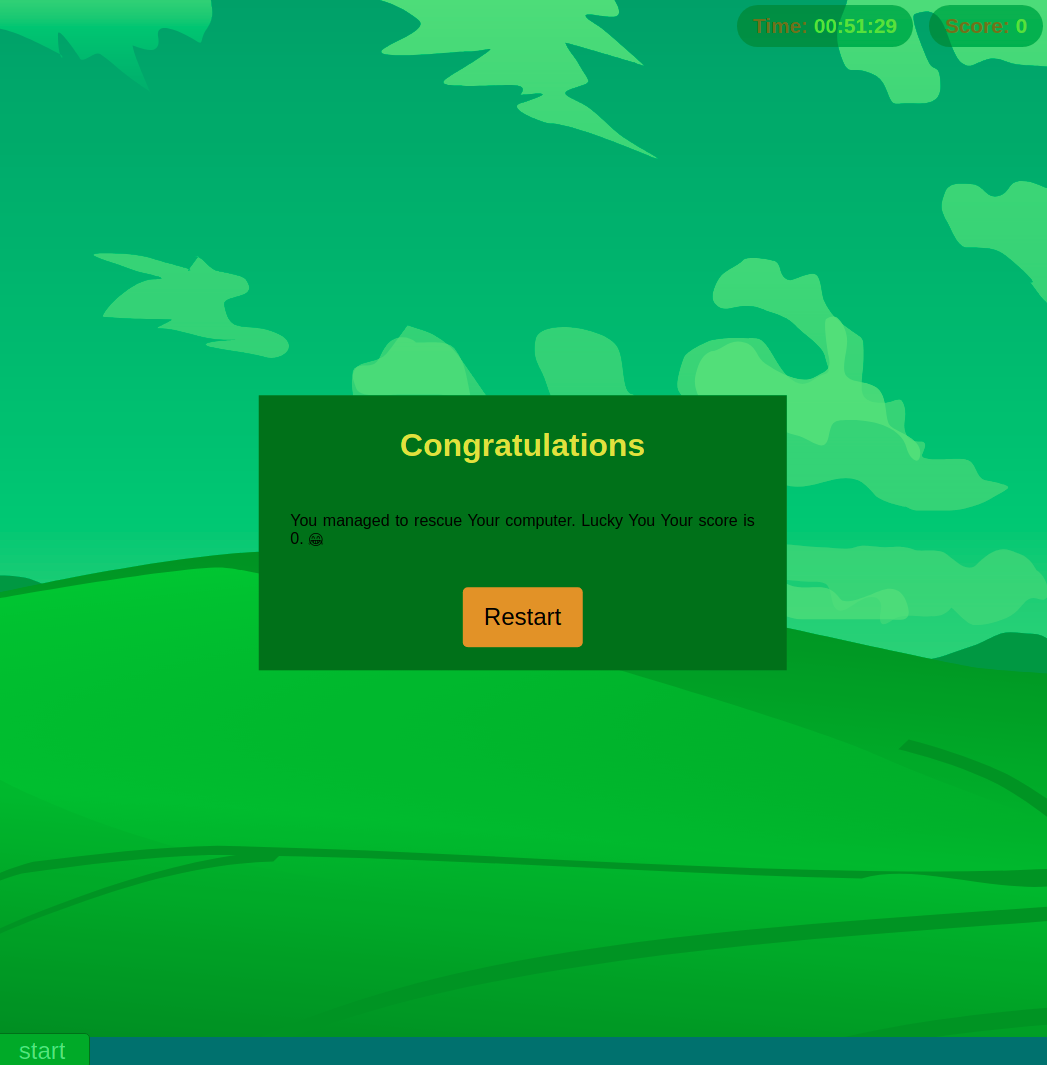 Time: 00:51:29 Score: 0
Congratulations
You managed to rescue Your computer. Lucky You Your score is
0. 😁
Restart
start